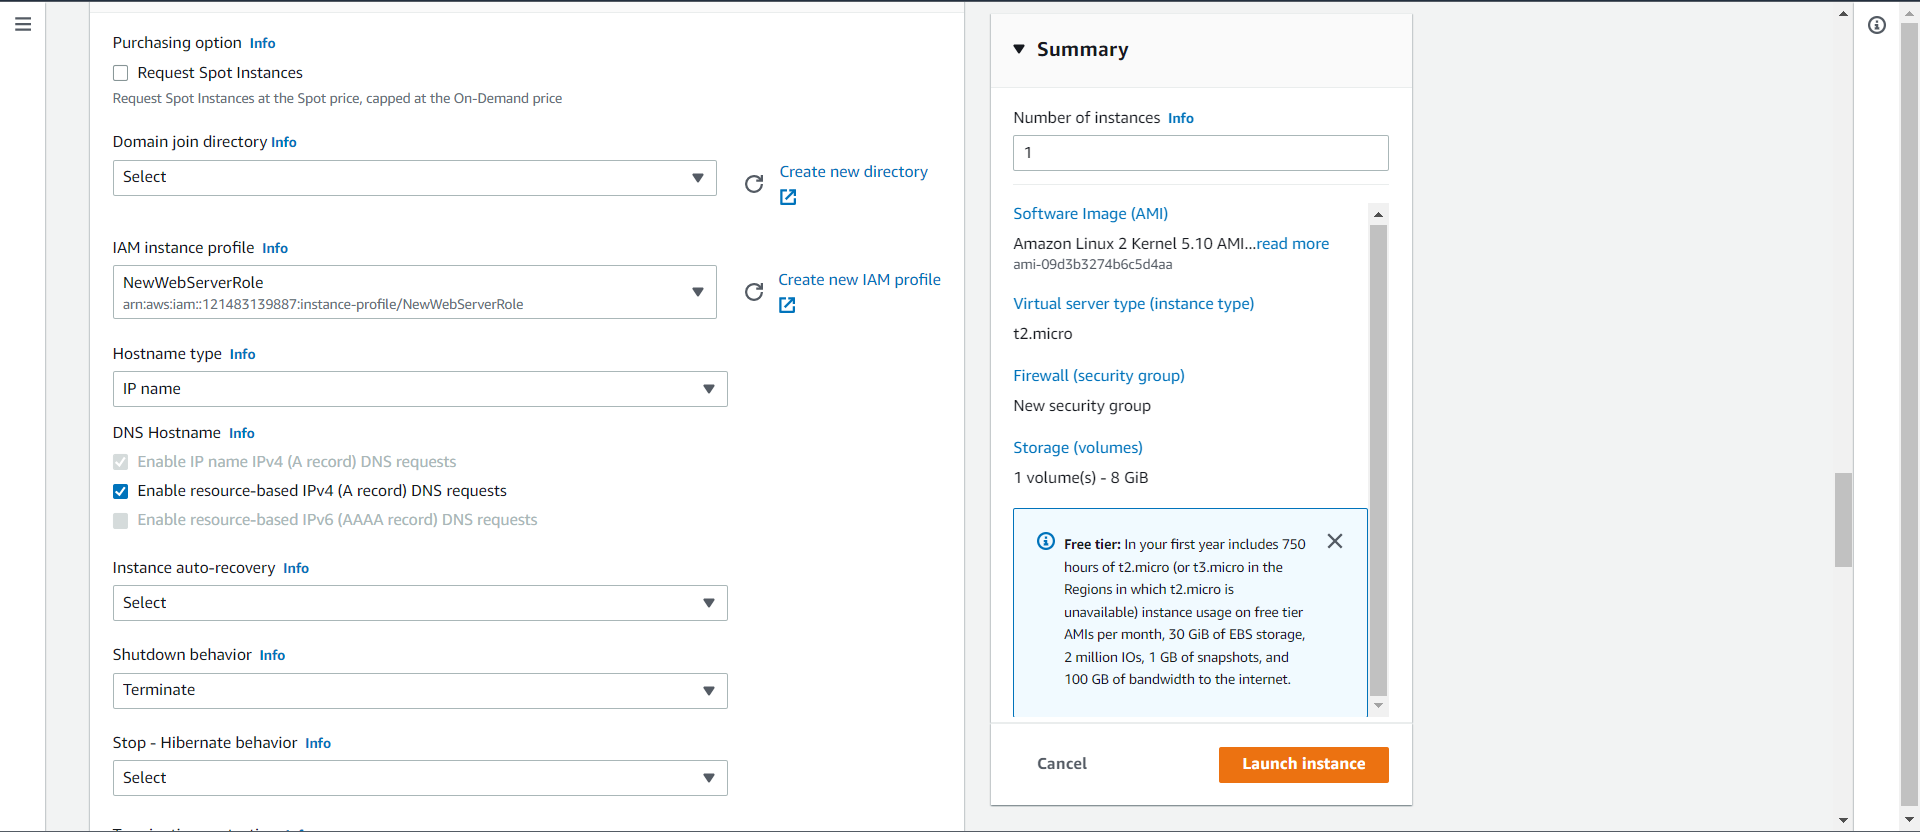 Purchasing option Info
Request Spot Instances
Request Spot Instances at the Spot price, capped at the On-Demand price
Domain join directory Info
Select
Create new directory
IAM instance profile Info
NewWebServerRole
arn:aws:iam::121483139887:instance-profile/NewWebServerRole
Create new IAM profile
Hostname type Info
IP name
DNS Hostname Info
Enable IP name IPv4 (A record) DNS requests
Enable resource-based IPv4 (A record) DNS requests
Enable resource-based IPv6 (AAAA record) DNS requests
Instance auto-recovery Info
Select
Shutdown behavior Info
Terminate
Stop - Hibernate behavior Info
Select
Summary
Number of instances Info
1
Software Image (AMI)
Amazon Linux 2 Kernel 5.10 AMI...read more
ami-09d3b3274b6c5d4aa
Virtual server type (instance type)
t2.micro
Firewall (security group)
New security group
Storage (volumes)
1 volume(s) - 8 GiB
Free tier: In your first year includes 750
hours of t2.micro (or t3.micro in the
Regions in which t2.micro is
unavailable) instance usage on free tier
AMIs per month, 30 GiB of EBS storage,
2 million IOs, 1 GB of snapshots, and
100 GB of bandwidth to the internet.
Cancel
Launch instance